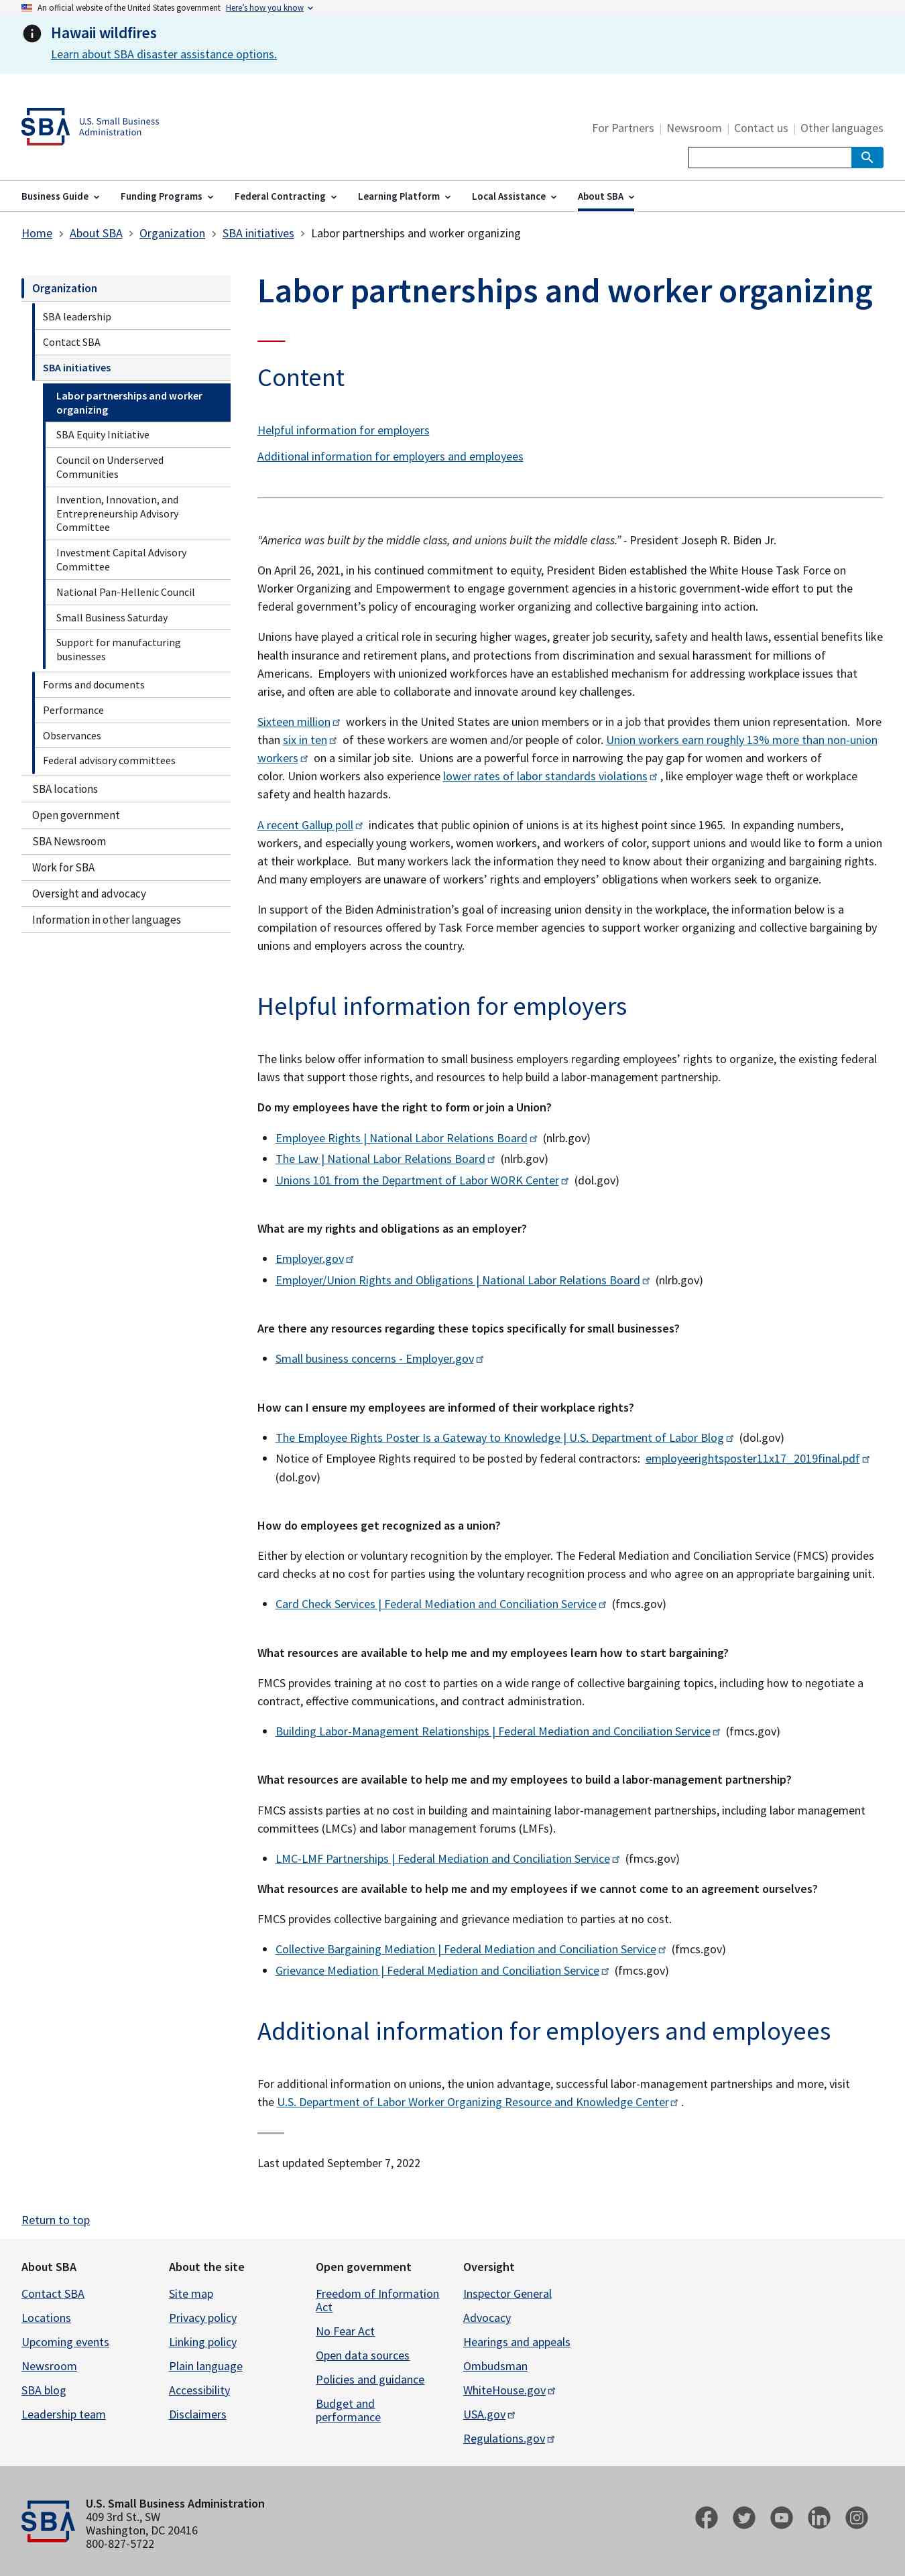 An official website of the United States government Here's how you know
Hawaii wildfires
Learn about SBA disaster assistance options.
SBA
U.S. Small Business
Administration
For Partners | Newsroom | Contact us | Other languages
Business Guide Funding Programs Federal Contracting Learning Platform Local Assistance About SBA
Home > About SBA > Organization > SBA initiatives > Labor partnerships and worker organizing
Organization
SBA leadership
Contact SBA
SBA initiatives
Labor partnerships and worker
organizing
SBA Equity Initiative
Council on Underserved
Communities
Invention, Innovation, and
Entrepreneurship Advisory
Committee
Investment Capital Advisory
Committee
National Pan-Hellenic Council
Small Business Saturday
Support for manufacturing
businesses
Forms and documents
Performance
Observances
Federal advisory committees
SBA locations
Open government
SBA Newsroom
Work for SBA
Oversight and advocacy
Information in other languages
Labor partnerships and worker organizing
Content
Helpful information for employers
Additional information for employers and employees
“America was built by the middle class, and unions built the middle class.” - President Joseph R. Biden Jr.
On April 26, 2021, in his continued commitment to equity, President Biden established the White House Task Force on
Worker Organizing and Empowerment to engage government agencies in a historic government-wide effort to put the
federal government’s policy of encouraging worker organizing and collective bargaining into action.
Unions have played a critical role in securing higher wages, greater job security, safety and health laws, essential benefits like
health insurance and retirement plans, and protections from discrimination and sexual harassment for millions of
Americans. Employers with unionized workforces have an established mechanism for addressing workplace issues that
arise, and often are able to innovate and coordinate around key challenges.
Sixteen million workers in the United States are union members or in a job that provides them union representation. More
than six in ten of these workers are women and/or people of color. Union workers earn roughly 13% more than non-union
workers on a similar job site. Unions are a powerful force in narrowing the pay gap for women and workers of
color. Union workers also experience lower rates of labor standards violations , like employer wage theft or workplace
safety and health hazards.
A recent Gallup poll indicates that public opinion of unions is at its highest point since 1965. In expanding numbers,
workers, and especially young workers, women workers, and workers of color, support unions and would like to form a union
at their workplace. But many workers lack the information they need to know about their organizing and bargaining rights.
And many employers are unaware of workers’ rights and employers’ obligations when workers seek to organize.
In support of the Biden Administration’s goal of increasing union density in the workplace, the information below is a
compilation of resources offered by Task Force member agencies to support worker organizing and collective bargaining by
unions and employers across the country.
Helpful information for employers
The links below offer information to small business employers regarding employees’ rights to organize, the existing federal
laws that support those rights, and resources to help build a labor-management partnership.
Do my employees have the right to form or join a Union?
• Employee Rights | National Labor Relations Board (nlrb.gov)
• The Law | National Labor Relations Board (nlrb.gov)
• Unions 101 from the Department of Labor WORK Center (dol.gov)
What are my rights and obligations as an employer?
• Employer.gov
• Employer/Union Rights and Obligations | National Labor Relations Board (nlrb.gov)
Are there any resources regarding these topics specifically for small businesses?
• Small business concerns - Employer.gov
How can I ensure my employees are informed of their workplace rights?
• The Employee Rights Poster Is a Gateway to Knowledge | U.S. Department of Labor Blog (dol.gov)
• Notice of Employee Rights required to be posted by federal contractors: employeerightsposter11x17_2019final.pdf
(dol.gov)
How do employees get recognized as a union?
Either by election or voluntary recognition by the employer. The Federal Mediation and Conciliation Service (FMCS) provides
card checks at no cost for parties using the voluntary recognition process and who agree on an appropriate bargaining unit.
• Card Check Services | Federal Mediation and Conciliation Service (fmcs.gov)
What resources are available to help me and my employees learn how to start bargaining?
FMCS provides training at no cost to parties on a wide range of collective bargaining topics, including how to negotiate a
contract, effective communications, and contract administration.
• Building Labor-Management Relationships | Federal Mediation and Conciliation Service (fmcs.gov)
What resources are available to help me and my employees to build a labor-management partnership?
FMCS assists parties at no cost in building and maintaining labor-management partnerships, including labor management
committees (LMCs) and labor management forums (LMFs).
• LMC-LMF Partnerships | Federal Mediation and Conciliation Service (fmcs.gov)
What resources are available to help me and my employees if we cannot come to an agreement ourselves?
FMCS provides collective bargaining and grievance mediation to parties at no cost.
• Collective Bargaining Mediation | Federal Mediation and Conciliation Service (fmcs.gov)
• Grievance Mediation | Federal Mediation and Conciliation Service (fmcs.gov)
Additional information for employers and employees
For additional information on unions, the union advantage, successful labor-management partnerships and more, visit
the U.S. Department of Labor Worker Organizing Resource and Knowledge Center .
Last updated September 7, 2022
Return to top
About SBA
Contact SBA
Locations
Upcoming events
Newsroom
SBA blog
Leadership team
About the site
Site map
Privacy policy
Linking policy
Plain language
Accessibility
Disclaimers
Open government
Freedom of Information
Act
No Fear Act
Open data sources
Policies and guidance
Budget and
performance
Oversight
Inspector General
Advocacy
Hearings and appeals
Ombudsman
WhiteHouse.gov
USA.gov
Regulations.gov
SBA
U.S. Small Business Administration
409 3rd St., SW
Washington, DC 20416
800-827-5722